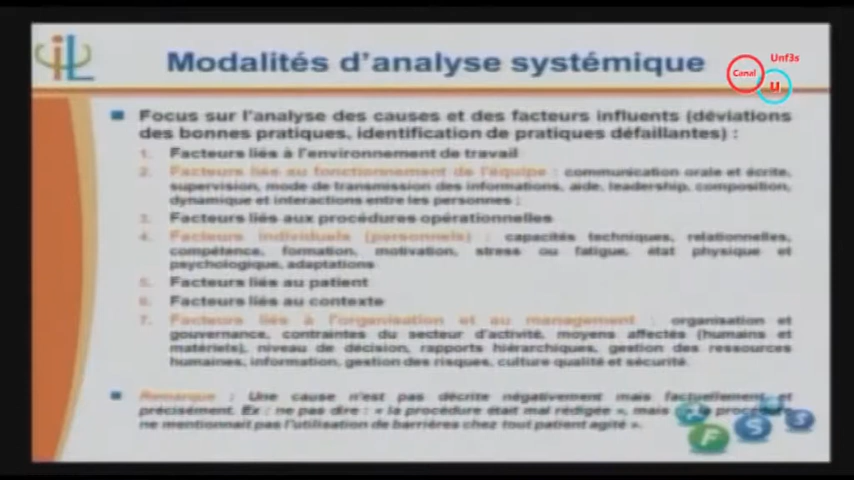 Modalités d'analyse systémique
Unf3s
Canal
U
Focus sur l'analyse des causes et des facteurs influents (déviations
des bonnes pratiques, identification de pratiques défaillantes) :
1. Facteurs liés à l'environnement de travail
2. Facteurs liés au fonctionnement de l'équipe : communication orale et écrite,
supervision, mode de transmission des informations, aide, leadership, composition,
dynamique et interactions entre les personnes ;
3. Facteurs liés aux procédures opérationnelles
4. Facteurs individuels (personnels) : capacités techniques, relationnelles,
compétence, formation, motivation, stress ou fatigue, état physique et
psychologique, adaptations
5. Facteurs liés au patient
6. Facteurs liés au contexte
7. Facteurs liés à l'organisation et au management : organisation et
gouvernance, contraintes du secteur d'activité, moyens affectés (humains et
matériels), niveau de décision, rapports hiérarchiques, gestion des ressources
humaines, information, gestion des risques, culture qualité et sécurité.
Remarque : Une cause n'est pas décrite négativement mais factuellement et
précisément. Ex : ne pas dire : « la procédure était mal rédigée », mais « la procédure
ne mentionnait pas l'utilisation de barrières chez tout patient agité ».
F S 3